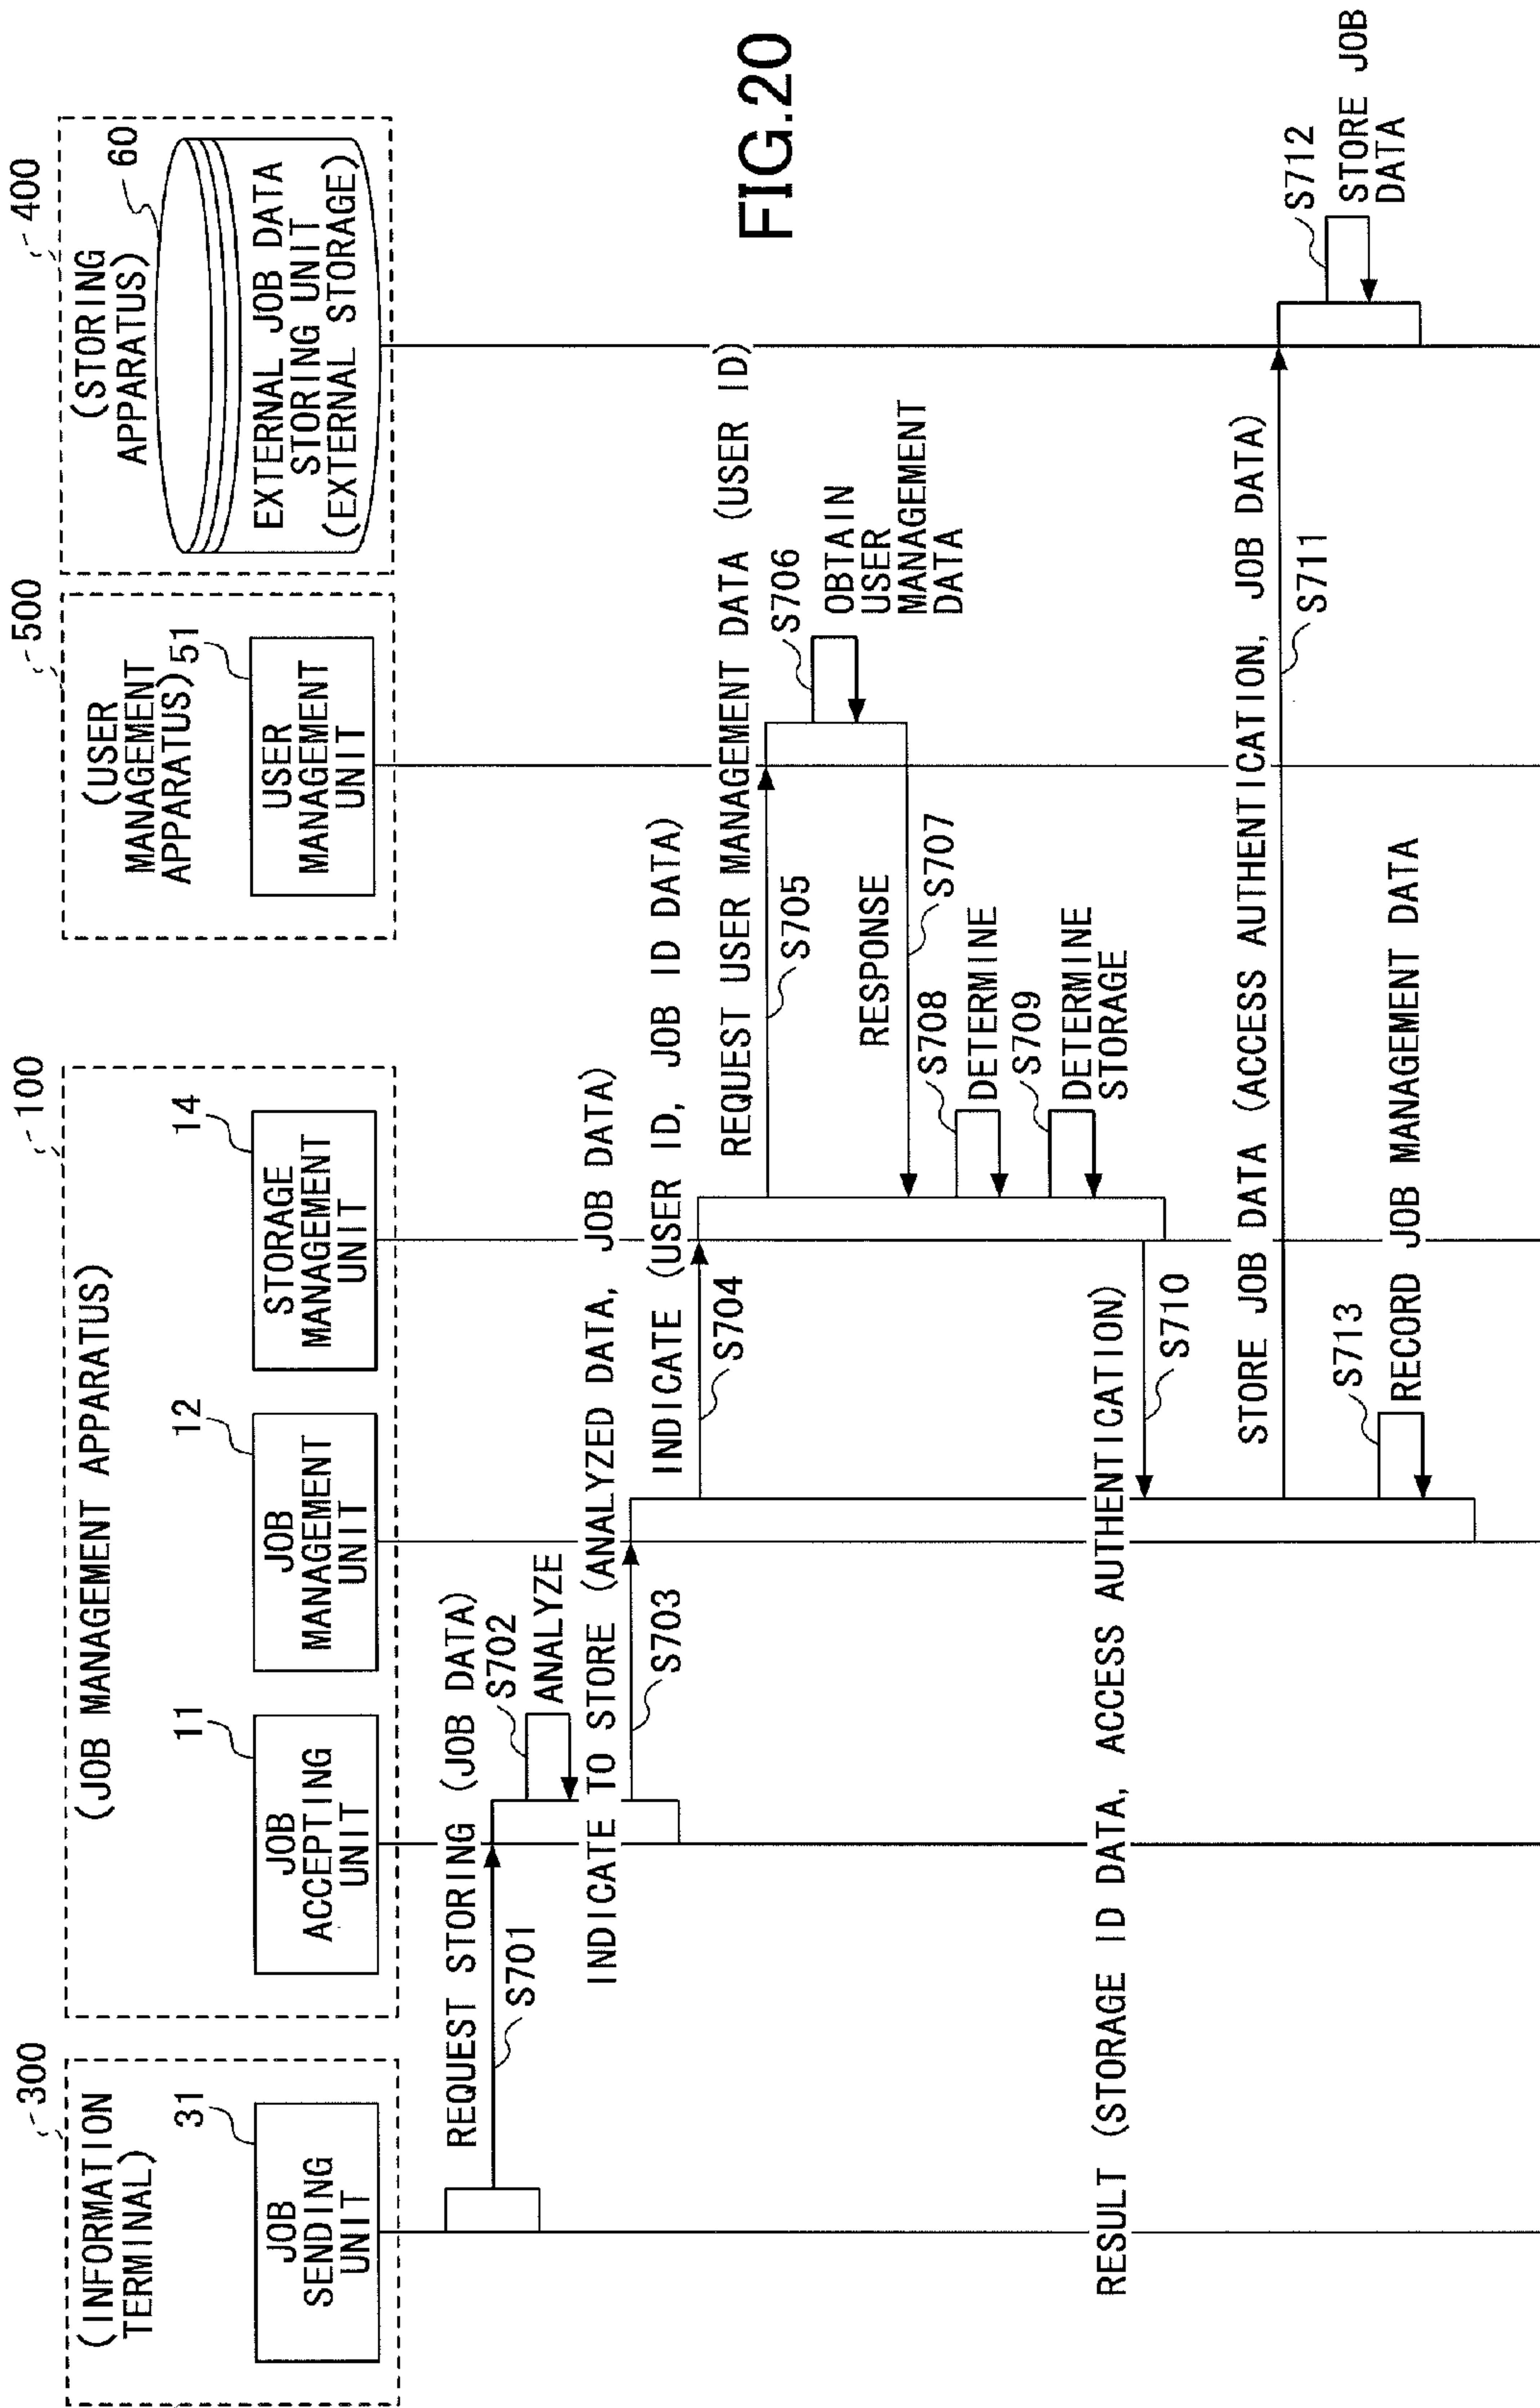 FIG.20
300
(INFORMATION
TERMINAL)
31
JOB
SENDING
UNIT
100
(JOB MANAGEMENT APPARATUS)
11
JOB
ACCEPTING
UNIT
12
JOB
MANAGEMENT
UNIT
14
STORAGE
MANAGEMENT
UNIT
500
(USER
MANAGEMENT
APPARATUS)
51
USER
MANAGEMENT
UNIT
400
(STORING
APPARATUS)
60
EXTERNAL JOB DATA
STORING UNIT
(EXTERNAL STORAGE)
REQUEST STORING (JOB DATA)
S701
S702
ANALYZE
INDICATE TO STORE (ANALYZED DATA, JOB DATA)
S703
INDICATE (USER ID, JOB ID DATA)
S704
REQUEST USER MANAGEMENT DATA (USER ID)
S705
S706
OBTAIN
USER
MANAGEMENT
DATA
RESPONSE
S707
S708
DETERMINE
S709
DETERMINE
STORAGE
RESULT (STORAGE ID DATA, ACCESS AUTHENTICATION)
S710
STORE JOB DATA (ACCESS AUTHENTICATION, JOB DATA)
S711
S712
STORE JOB
DATA
S713
RECORD JOB MANAGEMENT DATA